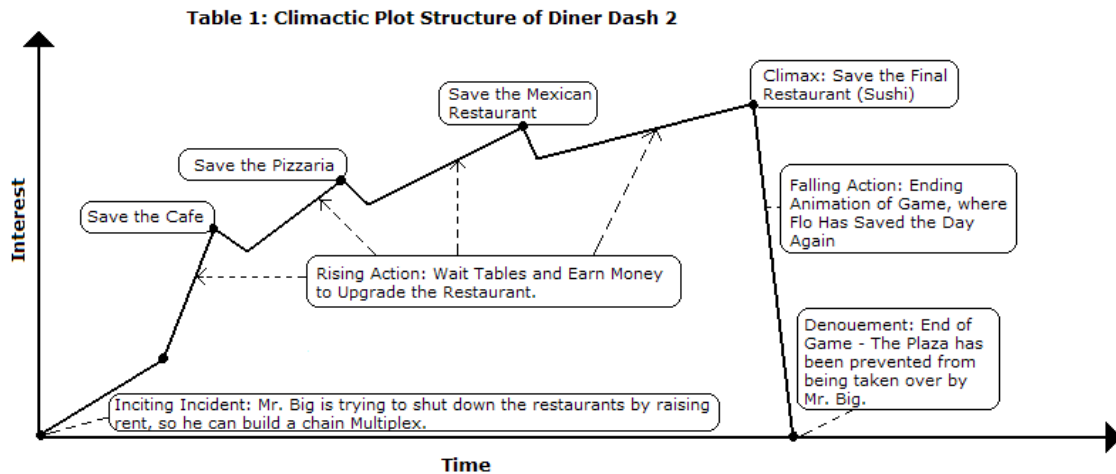 Table 1: Climactic Plot Structure of Diner Dash 2
Climax: Save the Final
Restaurant (Sushi)
Save the Mexican
Restaurant
Save the Pizzaria
Save the Cafe
Falling Action: Ending
Animation of Game, where
Flo Has Saved the Day
Again
Interest
Rising Action: Wait Tables and Earn Money
to Upgrade the Restaurant.
Denouement: End of
Game - The Plaza has
been prevented from
being taken over by
Mr. Big.
Inciting Incident: Mr. Big is trying to shut down the restaurants by raising
rent, so he can build a chain Multiplex.
Time